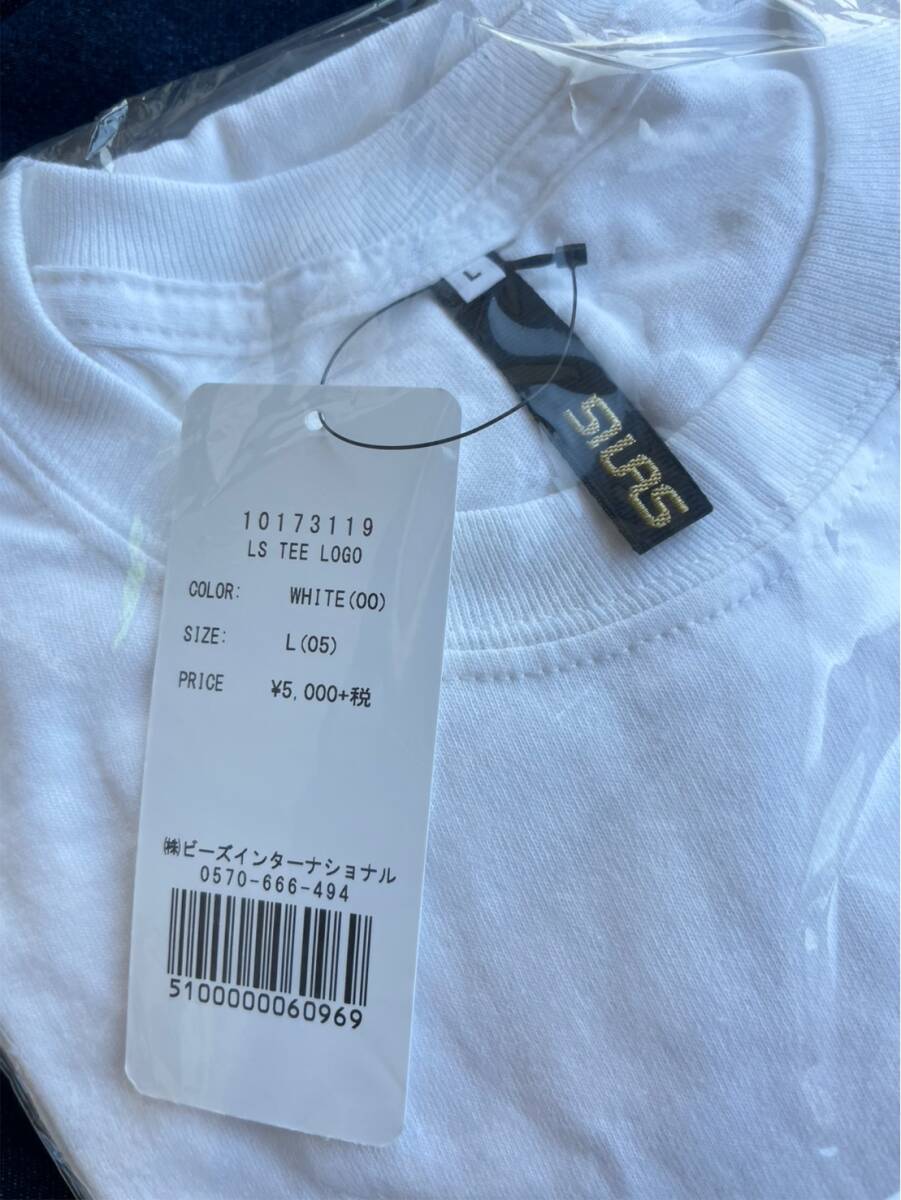 L
SILAS
10173119
LS TEE LOGO
COLOR: WHITE(00)
SIZE: L(05)
PRICE ¥5,000+税
㈱ビーズインターナショナル
0570-666-494
5100000060969